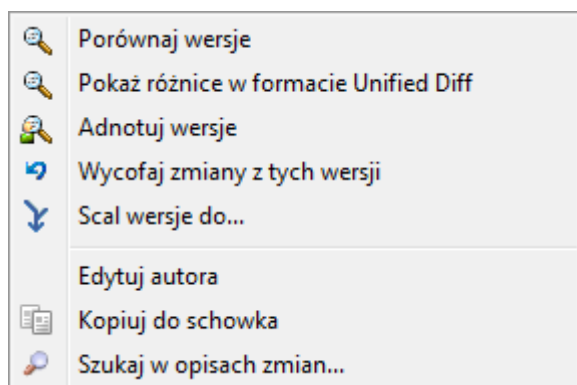 Porównaj wersje
Pokaż różnice w formacie Unified Diff
Adnotuj wersje
Wycofaj zmiany z tych wersji
Scal wersje do...
Edytuj autora
Kopiuj do schowka
Szukaj w opisach zmian...